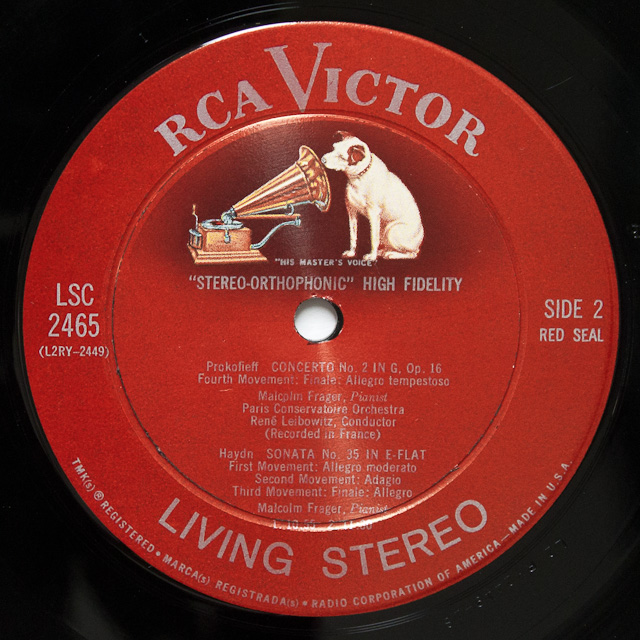 RCA VICTOR
"HIS MASTER'S VOICE"
"STEREO-ORTHOPHONIC" HIGH FIDELITY
LSC
2465
(L2RY-2449)
SIDE 2
RED SEAL
Prokofieff CONCERTO No. 2 IN G, Op. 16
Fourth Movement: Finale: Allegro tempestoso
Malcolm Frager, Pianist
Paris Conservatoire Orchestra
René Leibowitz, Conductor
(Recorded in France)
Haydn SONATA No. 35 IN E-FLAT
First Movement: Allegro moderato
Second Movement: Adagio
Third Movement: Finale: Allegro
Malcolm Frager, Pianist
LIVING STEREO
TMK(s) ® REGISTERED • MARCA(s) REGISTRADA(s) • RADIO CORPORATION OF AMERICA—MADE IN U.S.A.